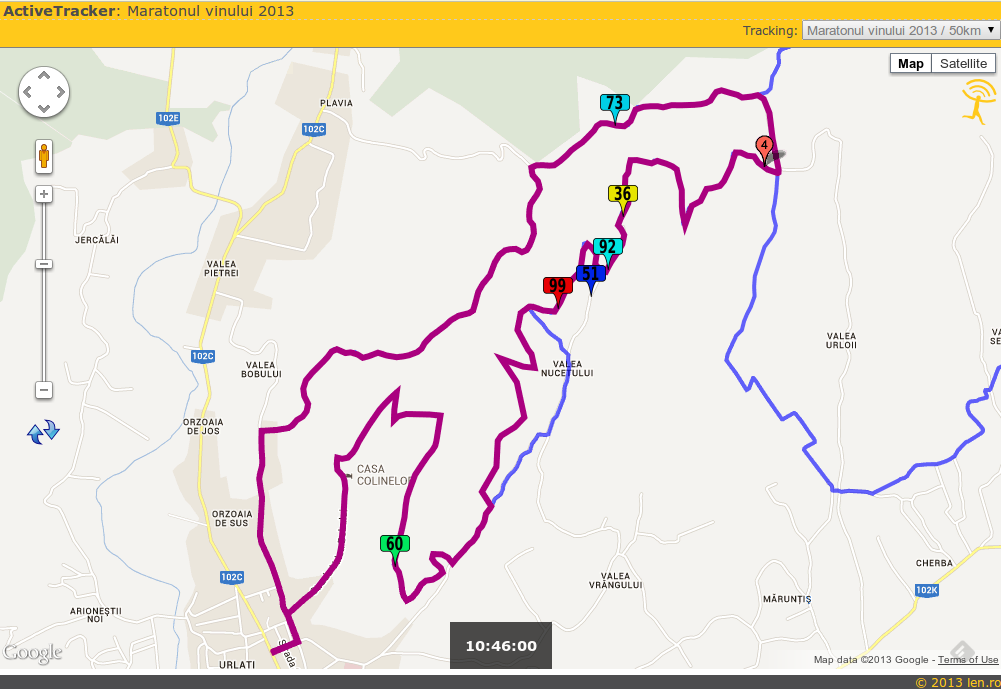 ActiveTracker: Maratonul vinului 2013
Tracking: Maratonul vinului 2013 / 50km
Map Satellite
PLAVIA
102E
102C
73
4
36
JERCĂLĂI
VALEA
PIETREI
92
51
99
102C
VALEA
BOBULUI
VALEA
NUCETULUI
VALEA
URLOII
VA
SE
ORZOAIA
DE JOS
CASA
COLINELOR
ORZOAIA
DE SUS
60
102C
VALEA
VRÂNGULUI
CHERBA
102K
MĂRUNȚIȘ
ARIONEȘTII
NOI
10:46:00
Google
URLATI
Strada
Map data ©2013 Google - Terms of Use
© 2013 len.ro